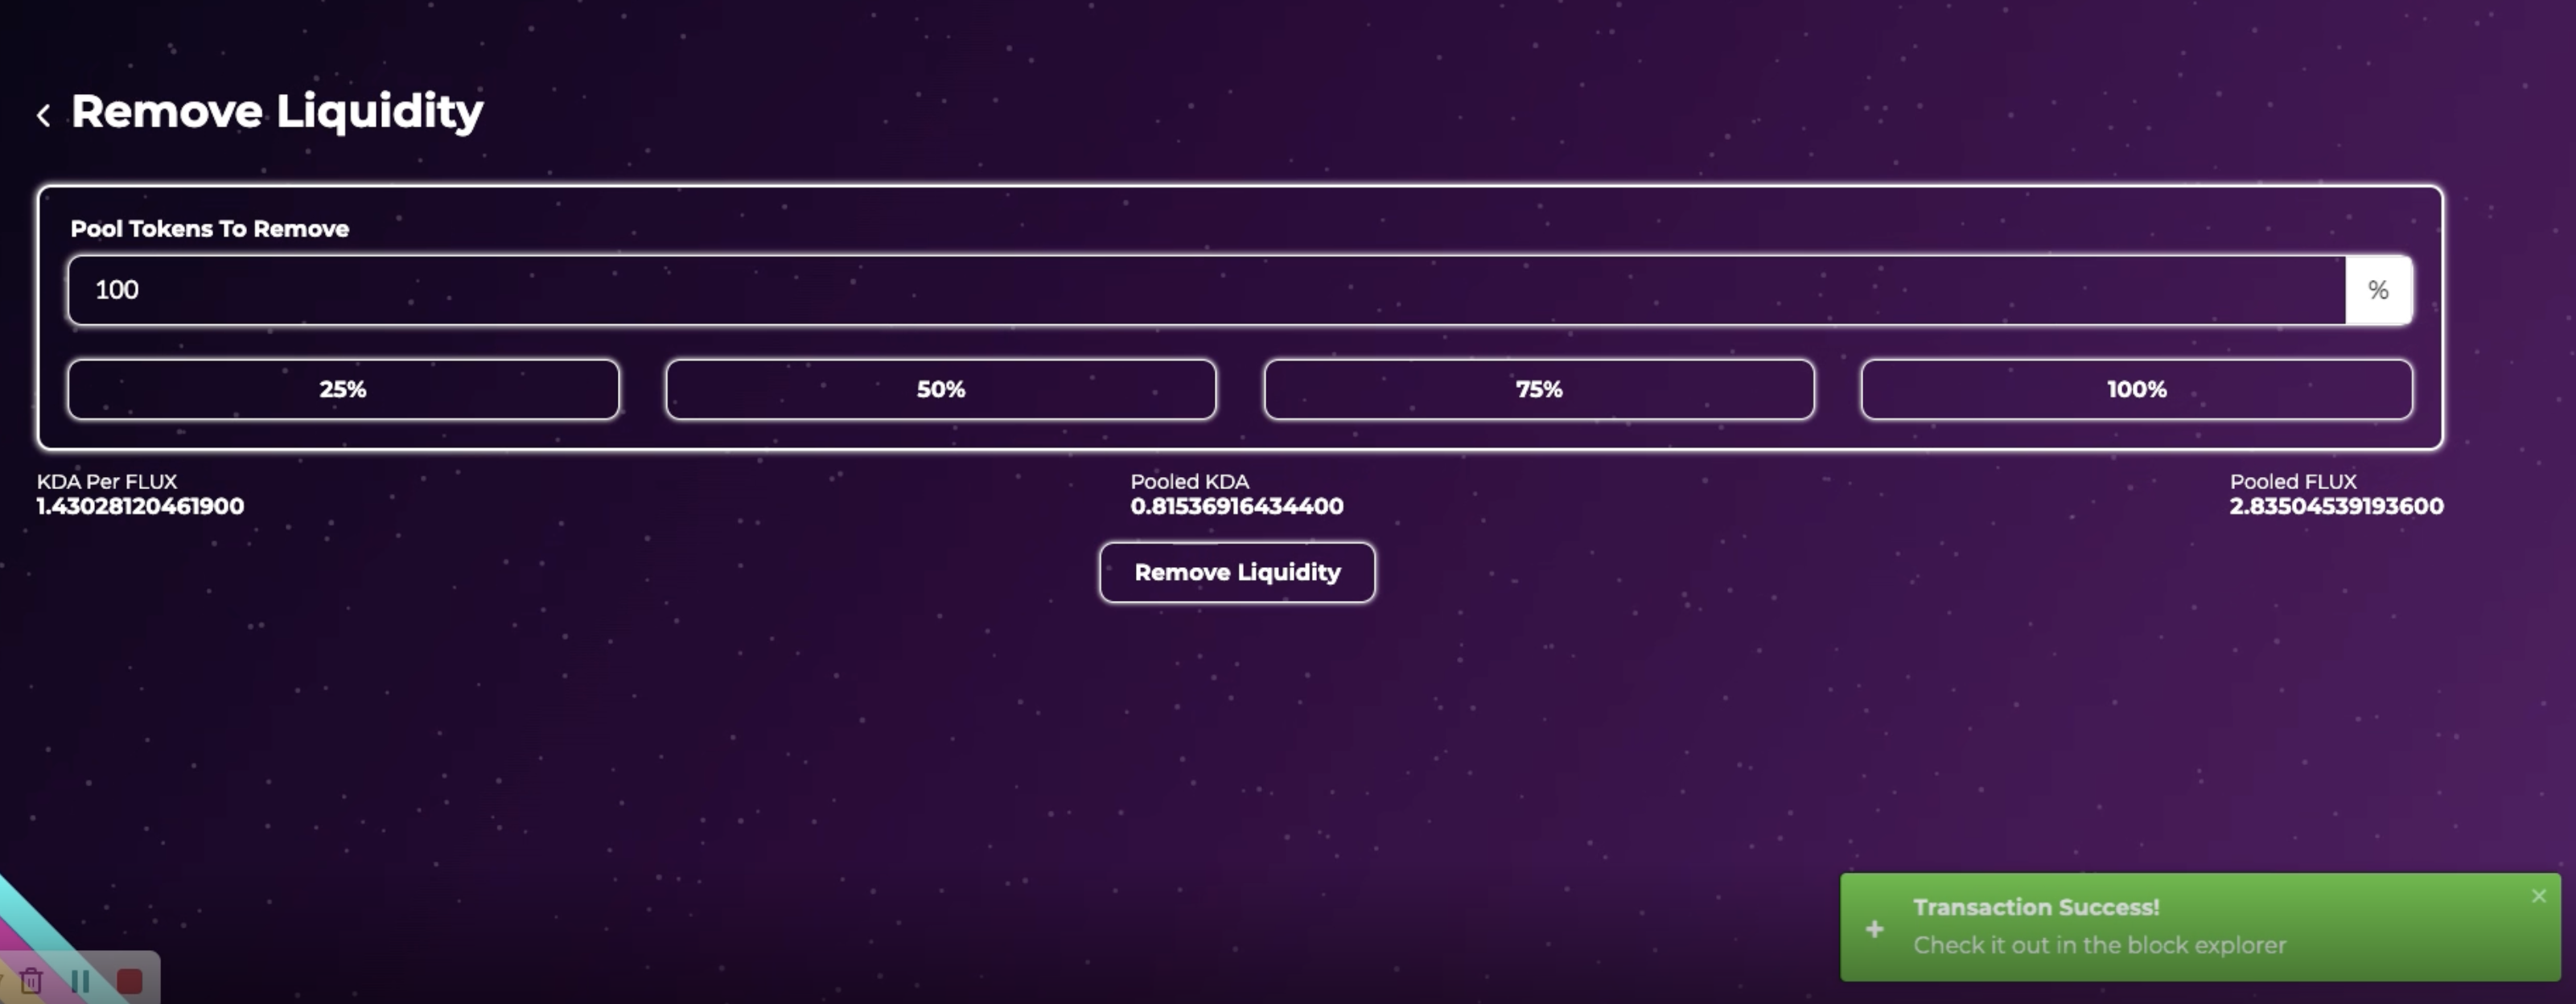 Remove Liquidity
Pool Tokens To Remove
100 %
25% 50% 75% 100%
KDA Per FLUX Pooled KDA Pooled FLUX
1.43028120461900 0.81536916434400 2.83504539193600
Remove Liquidity
Transaction Success!
Check it out in the block explorer